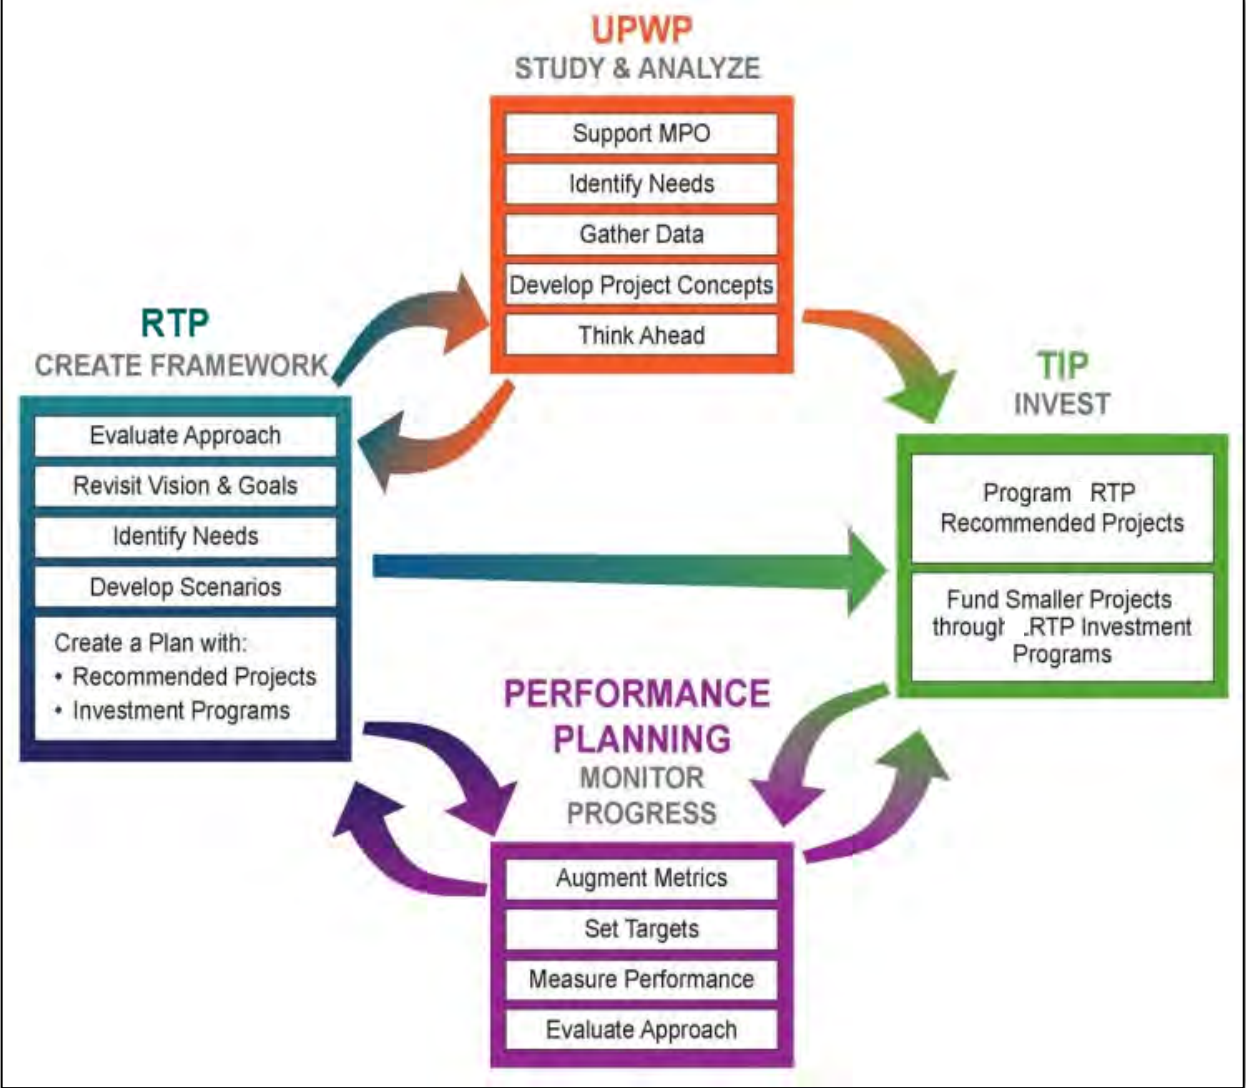 UPWP
STUDY & ANALYZE
Support MPO
Identify Needs
Gather Data
Develop Project Concepts
Think Ahead
RTP
CREATE FRAMEWORK
Evaluate Approach
Revisit Vision & Goals
Identify Needs
Develop Scenarios
Create a Plan with:
• Recommended Projects
• Investment Programs
TIP
INVEST
Program RTP
Recommended Projects
Fund Smaller Projects
through .RTP Investment
Programs
PERFORMANCE
PLANNING
MONITOR
PROGRESS
Augment Metrics
Set Targets
Measure Performance
Evaluate Approach